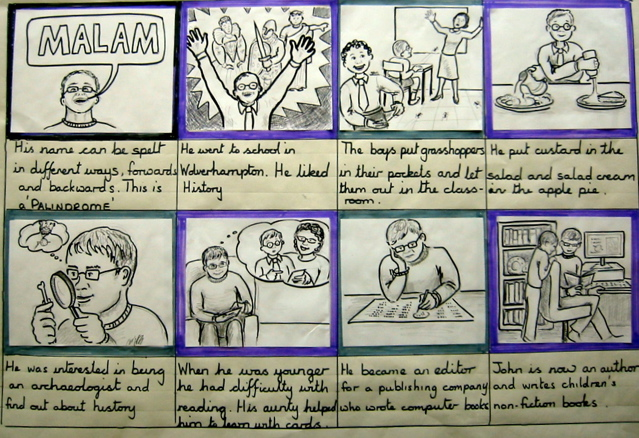 MALAM
His name can be spelt
in different ways, forwards
and backwards. This is
a 'PALINDROME'
He went to school in
Wolverhampton. He liked
History
The boys put grasshoppers
in their pockets and let
them out in the class-
room.
He put custard in the
salad and salad cream
in the apple pie.
He was interested in being
an archaeologist and
find out about history
When he was younger
he had difficulty with
reading. His aunty helped
him to learn with cards.
He became an editor
for a publishing company
who wrote computer books
John is now an author
and writes children's
non-fiction books.